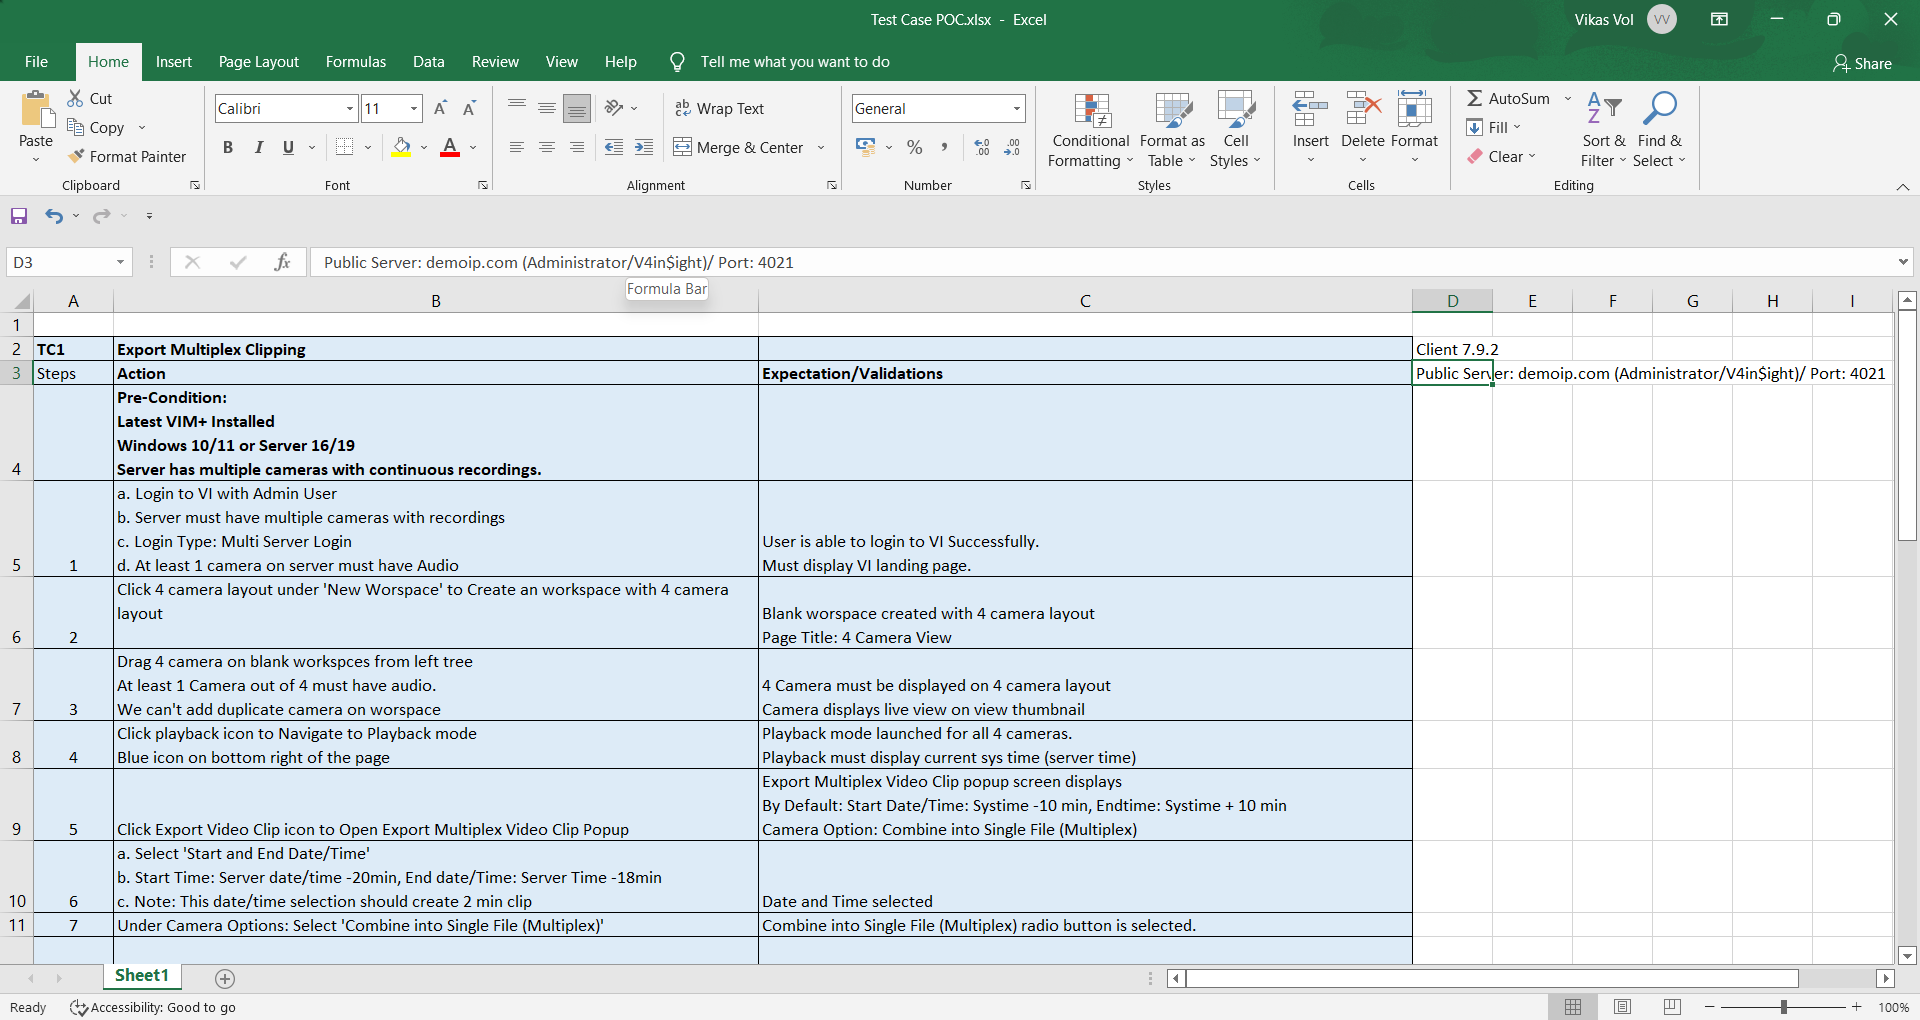 Test Case POC.xlsx - Excel
Vikas Vol
VV
File
Home
Insert
Page Layout
Formulas
Data
Review
View
Help
Tell me what you want to do
Share
Paste
Cut
Copy
Format Painter
Clipboard
Calibri
11
A
A
B
I
U
A
Font
Wrap Text
Merge & Center
Alignment
General
%
Number
Conditional Formatting
Format as Table
Cell Styles
Styles
Insert
Delete
Format
Cells
AutoSum
Fill
Clear
Sort & Filter
Find & Select
Editing
D3
fx
Public Server: demoip.com (Administrator/V4in$ight)/ Port: 4021
Formula Bar
A
B
C
D
E
F
G
H
I
1
2
TC1
Export Multiplex Clipping
Client 7.9.2
3
Steps
Action
Expectation/Validations
Public Server: demoip.com (Administrator/V4in$ight)/ Port: 4021
Pre-Condition:
Latest VIM+ Installed
Windows 10/11 or Server 16/19
Server has multiple cameras with continuous recordings.
4
a. Login to VI with Admin User
b. Server must have multiple cameras with recordings
c. Login Type: Multi Server Login
d. At least 1 camera on server must have Audio
5
1
User is able to login to VI Successfully.
Must display VI landing page.
Click 4 camera layout under 'New Worspace' to Create an workspace with 4 camera
layout
6
2
Blank worspace created with 4 camera layout
Page Title: 4 Camera View
Drag 4 camera on blank workspces from left tree
At least 1 Camera out of 4 must have audio.
We can't add duplicate camera on worspace
7
3
4 Camera must be displayed on 4 camera layout
Camera displays live view on view thumbnail
Click playback icon to Navigate to Playback mode
Blue icon on bottom right of the page
8
4
Playback mode launched for all 4 cameras.
Playback must display current sys time (server time)
9
5
Click Export Video Clip icon to Open Export Multiplex Video Clip Popup
Export Multiplex Video Clip popup screen displays
By Default: Start Date/Time: Systime -10 min, Endtime: Systime + 10 min
Camera Option: Combine into Single File (Multiplex)
a. Select 'Start and End Date/Time'
b. Start Time: Server date/time -20min, End date/Time: Server Time -18min
c. Note: This date/time selection should create 2 min clip
10
6
Date and Time selected
11
7
Under Camera Options: Select 'Combine into Single File (Multiplex)'
Combine into Single File (Multiplex) radio button is selected.
Sheet1
Ready
Accessibility: Good to go
100%